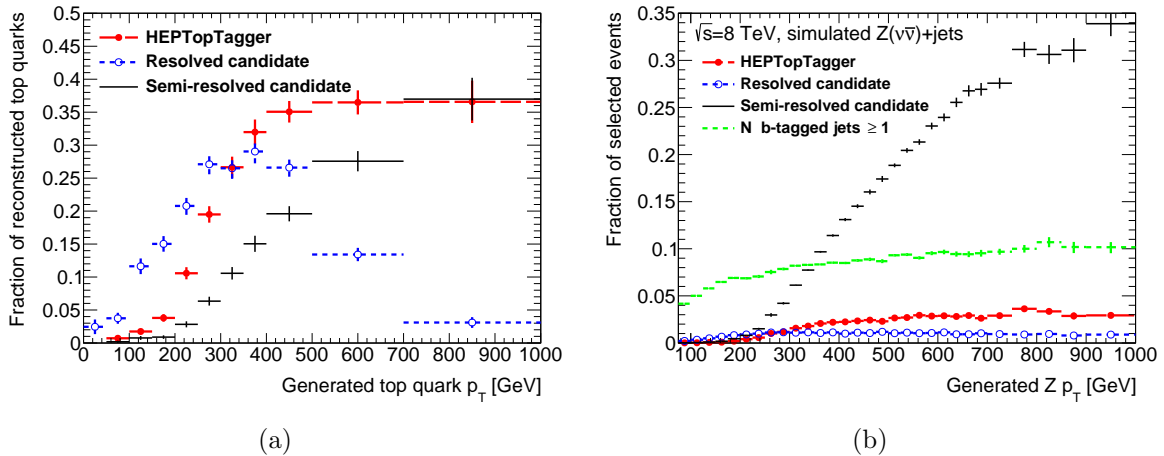 Fraction of reconstructed top quarks
0.5
0.45
0.4
0.35
0.3
0.25
0.2
0.15
0.1
0.05
0
HEPTopTagger
Resolved candidate
Semi-resolved candidate
0 100 200 300 400 500 600 700 800 900 1000
Generated top quark p_T [GeV]
(a)
Fraction of selected events
0.35
0.3
0.25
0.2
0.15
0.1
0.05
0
√s=8 TeV, simulated Z(νν̄)+jets
HEPTopTagger
Resolved candidate
Semi-resolved candidate
N b-tagged jets ≥ 1
100 200 300 400 500 600 700 800 900 1000
Generated Z p_T [GeV]
(b)